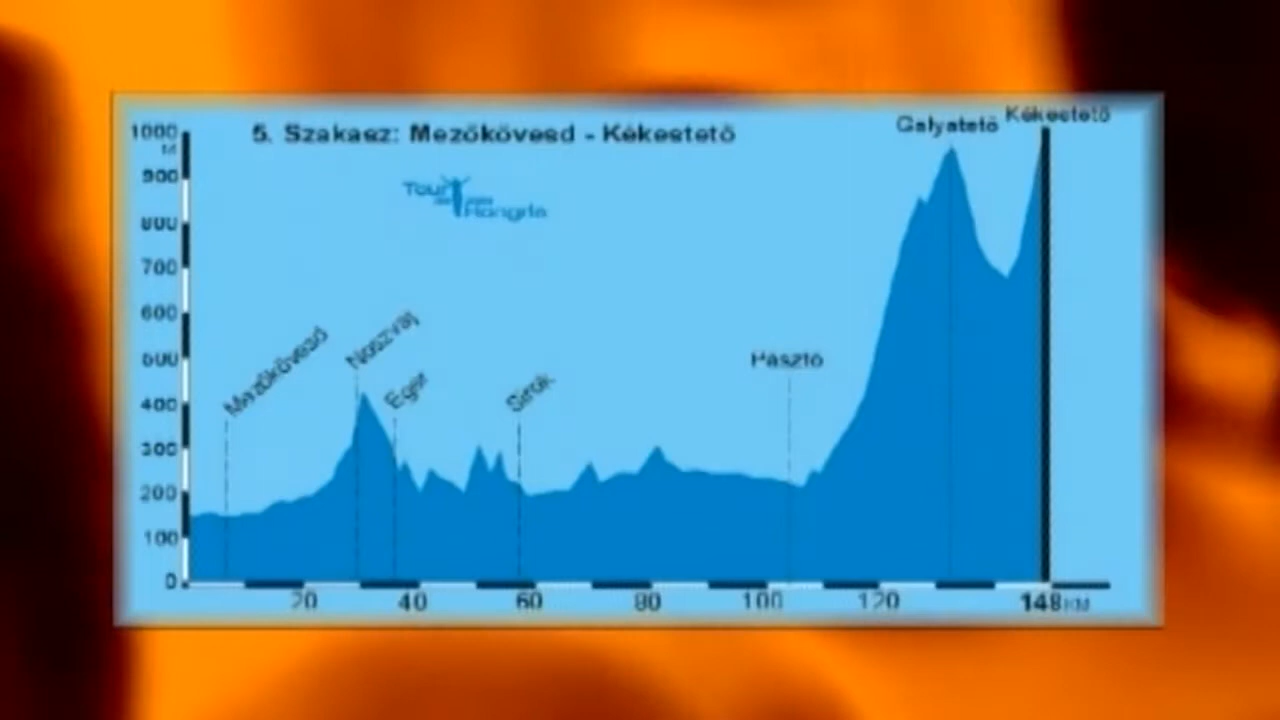 Kékestető
Galyatető
5. Szakasz: Mezőkövesd - Kékestető
1000
M
900
800
700
600
500
400
300
200
100
0
Tour de Hongrie
Mezőkövesd
Noszvaj
Eger
Sirok
Pásztó
20 40 60 80 100 120 148 KM